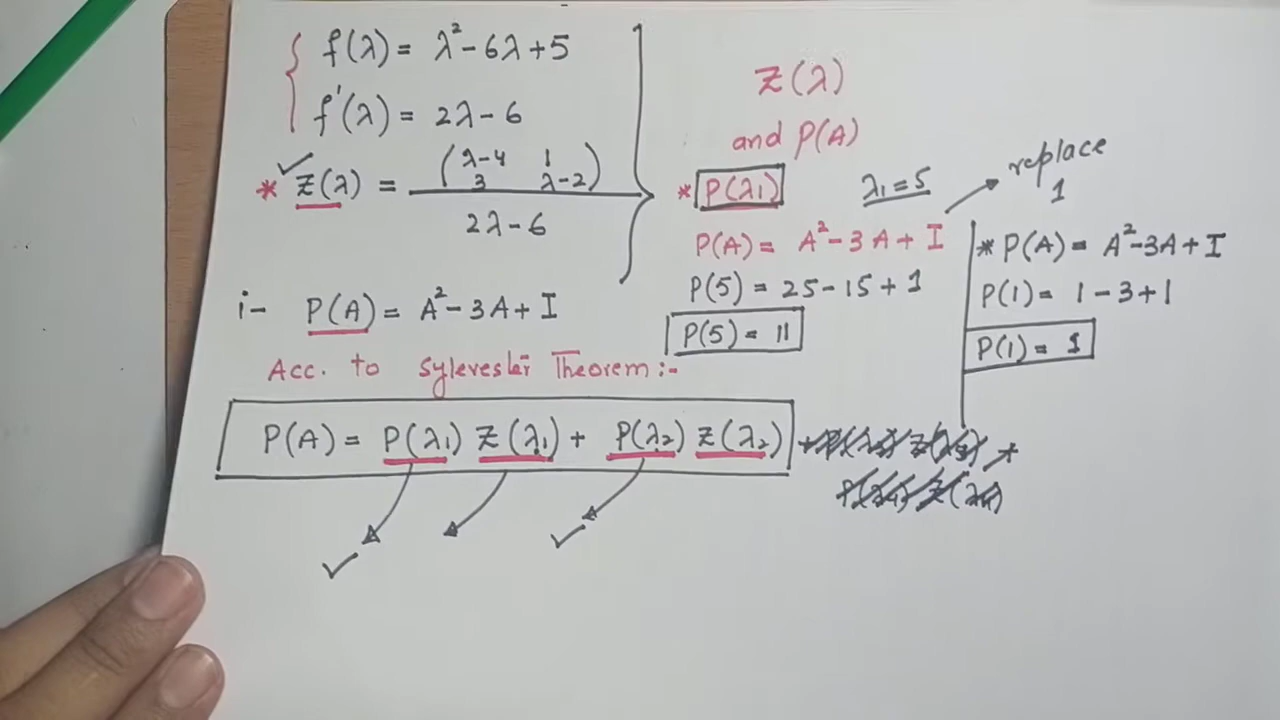 f(λ) = λ² - 6λ + 5
f'(λ) = 2λ - 6
* Z(λ) = (λ-4 1
3 λ-2)
2λ - 6
i- P(A) = A² - 3A + I
Z(λ)
and P(A)
* P(λ₁) λ₁ = 5
replace
1
P(A) = A² - 3A + I
P(5) = 25 - 15 + 1
P(5) = 11
* P(A) = A² - 3A + I
P(1) = 1 - 3 + 1
P(1) = 1
Acc. to Sylevester Theorem :-
P(A) = P(λ₁) Z(λ₁) + P(λ₂) Z(λ₂)